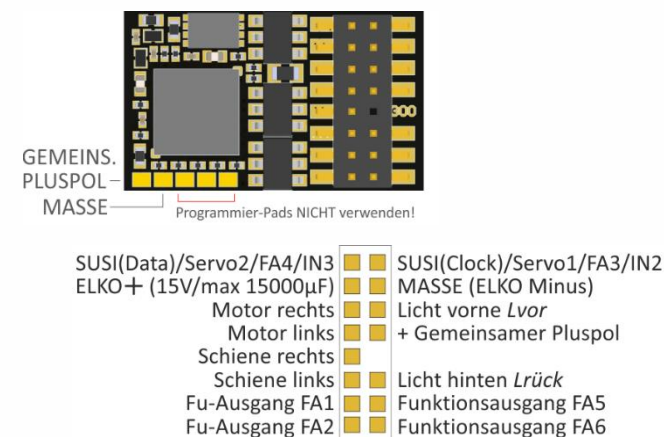 300
GEMEINS.
PLUSPOL
MASSE
Programmier-Pads NICHT verwenden!
SUSI(Data)/Servo2/FA4/IN3 SUSI(Clock)/Servo1/FA3/IN2
ELKO+ (15V/max 15000µF) MASSE (ELKO Minus)
Motor rechts Licht vorne Lvor
Motor links + Gemeinsamer Pluspol
Schiene rechts
Schiene links Licht hinten Lrück
Fu-Ausgang FA1 Funktionsausgang FA5
Fu-Ausgang FA2 Funktionsausgang FA6